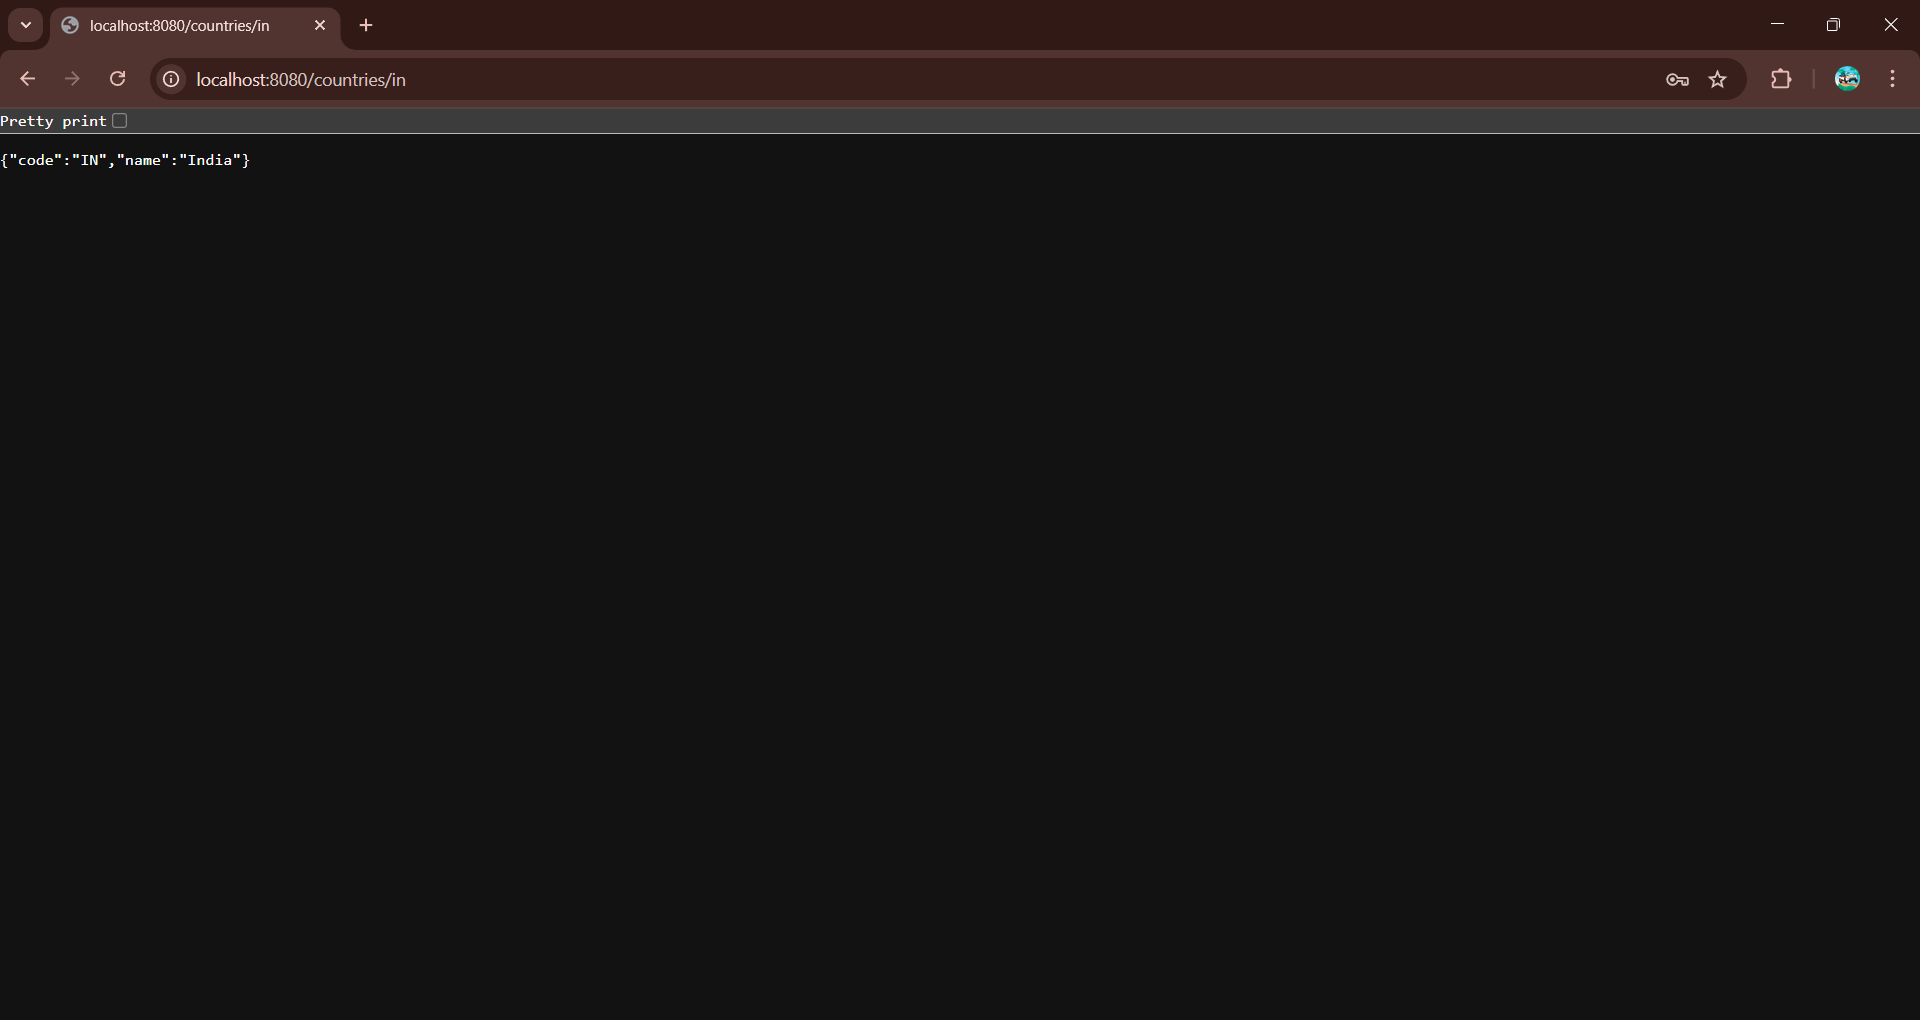 localhost:8080/countries/in
localhost:8080/countries/in
Pretty print
{"code":"IN","name":"India"}